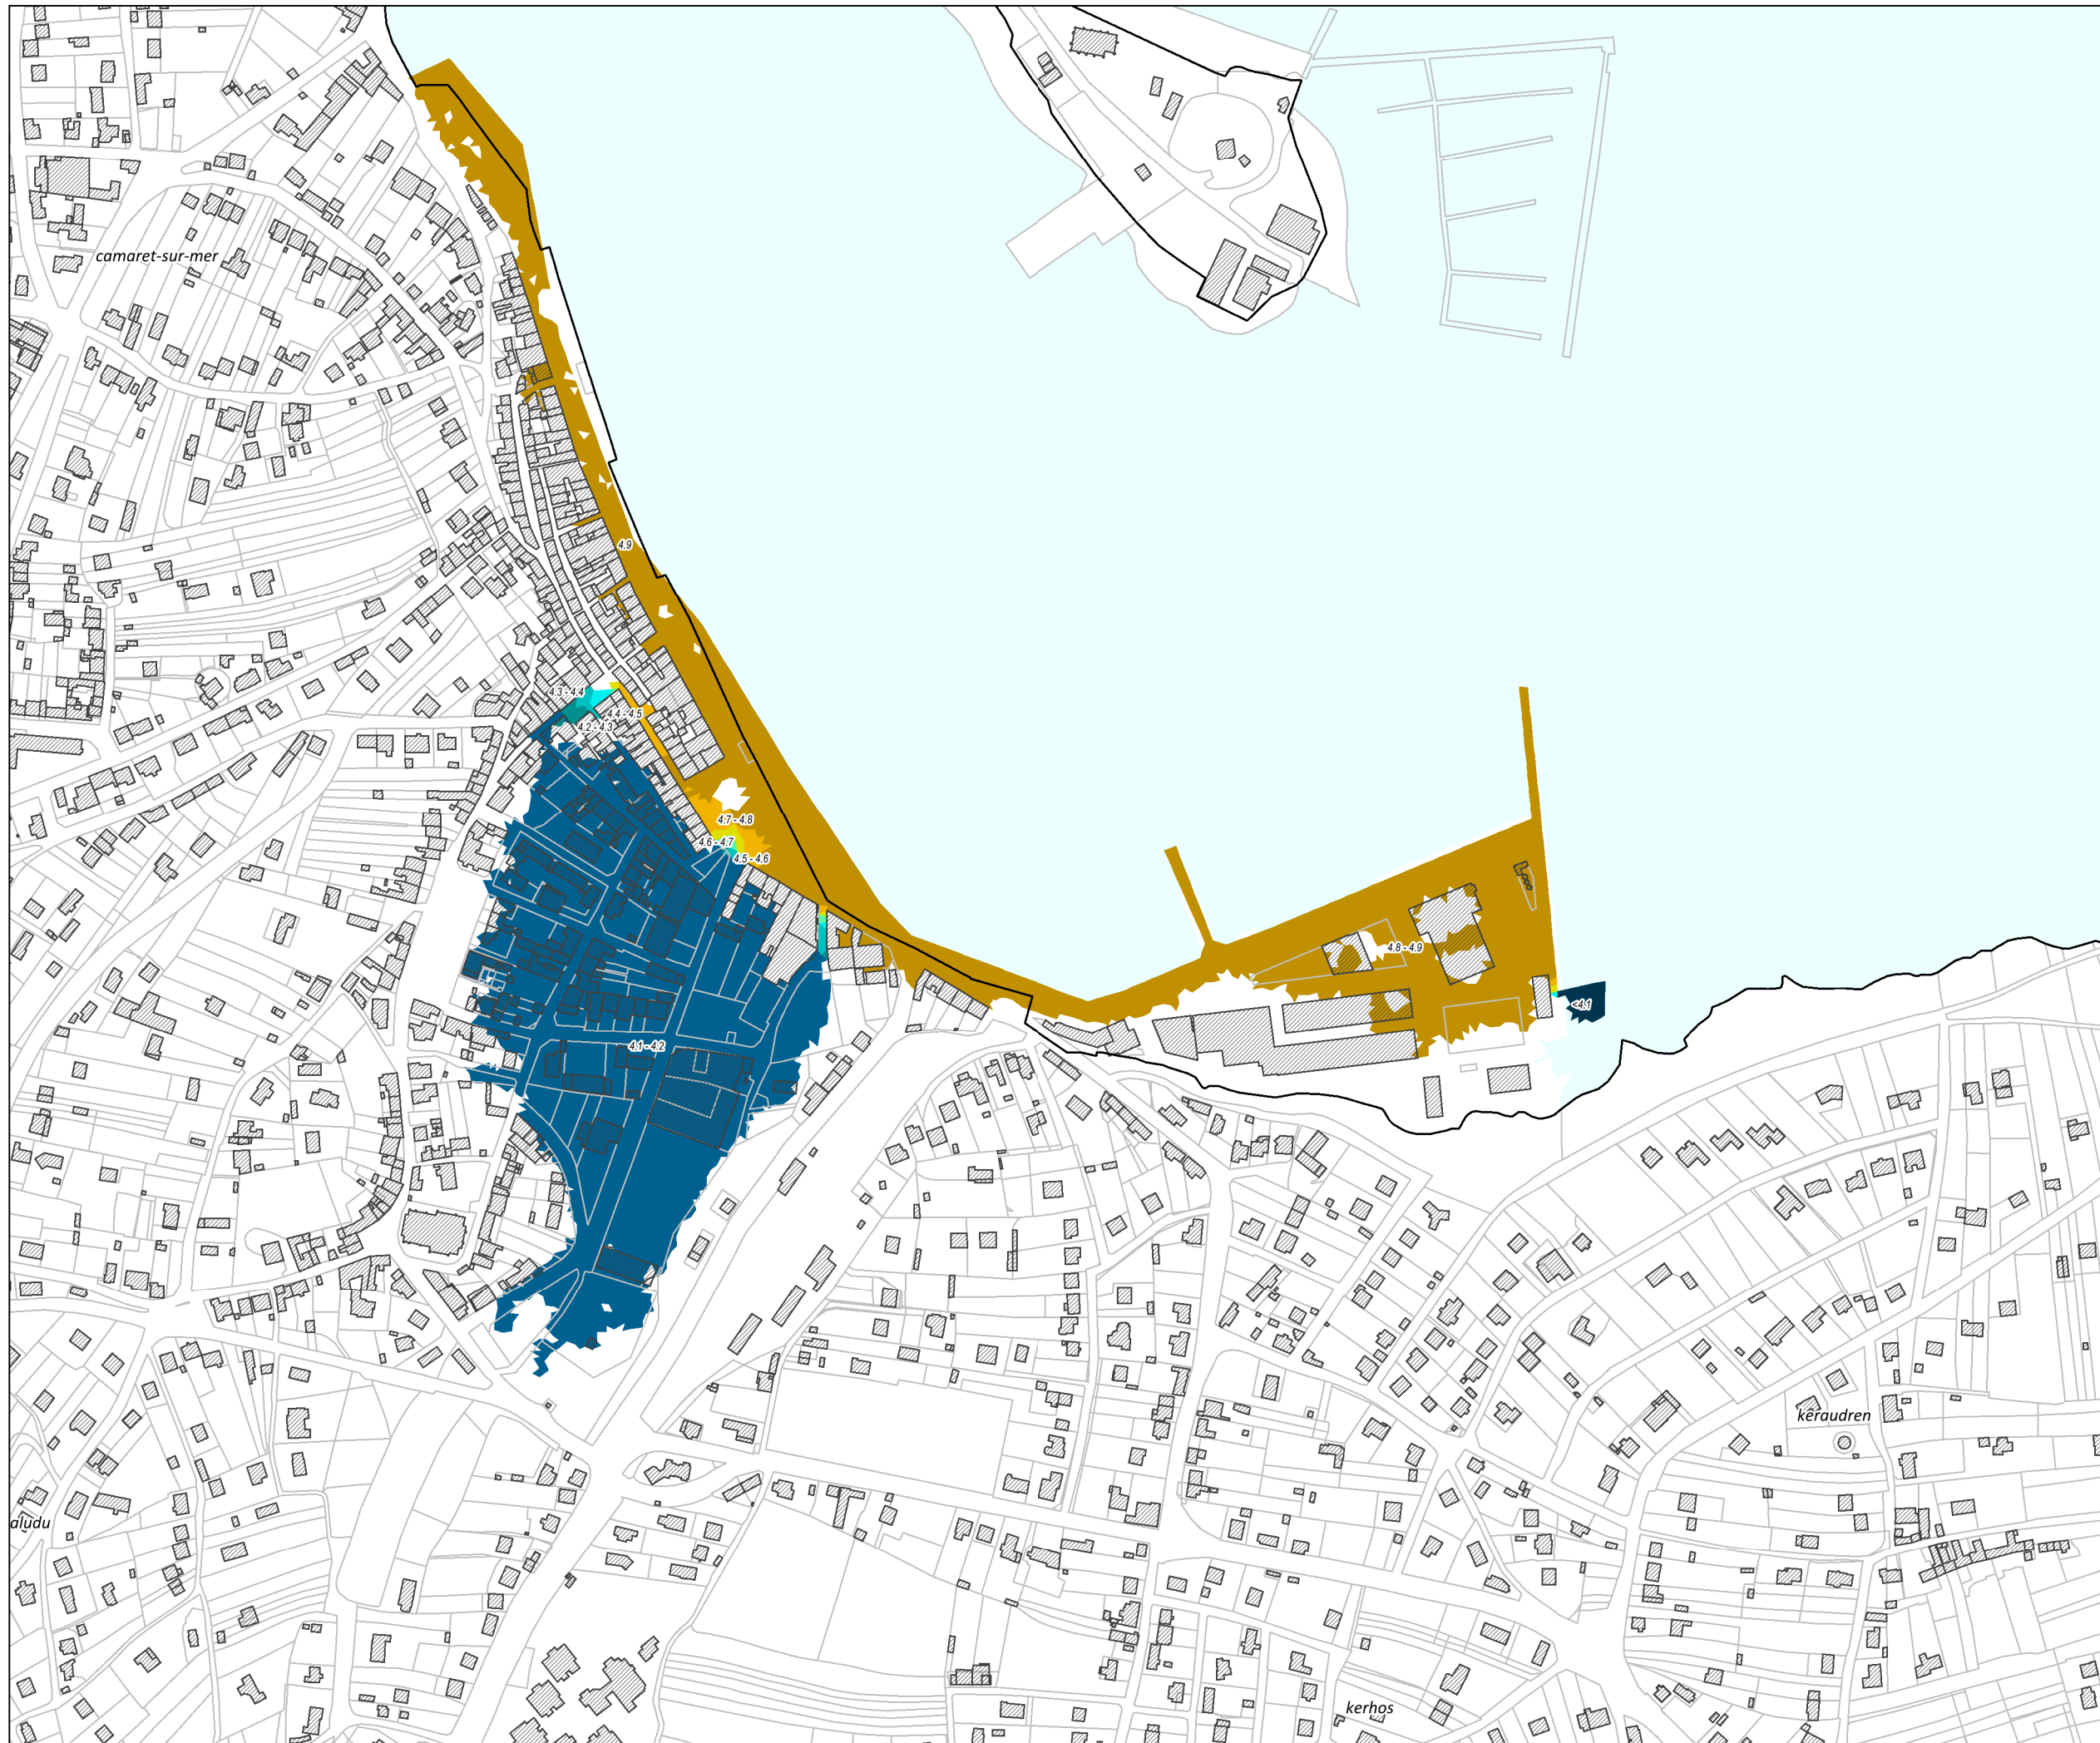 camaret-sur-mer
4.9
4.3 - 4.4
4.4 - 4.5
4.2 - 4.3
4.7 - 4.8
4.6 - 4.7
4.5 - 4.6
4.8 - 4.9
<4.1
4.1 - 4.2
keraudren
aludu
kerhos